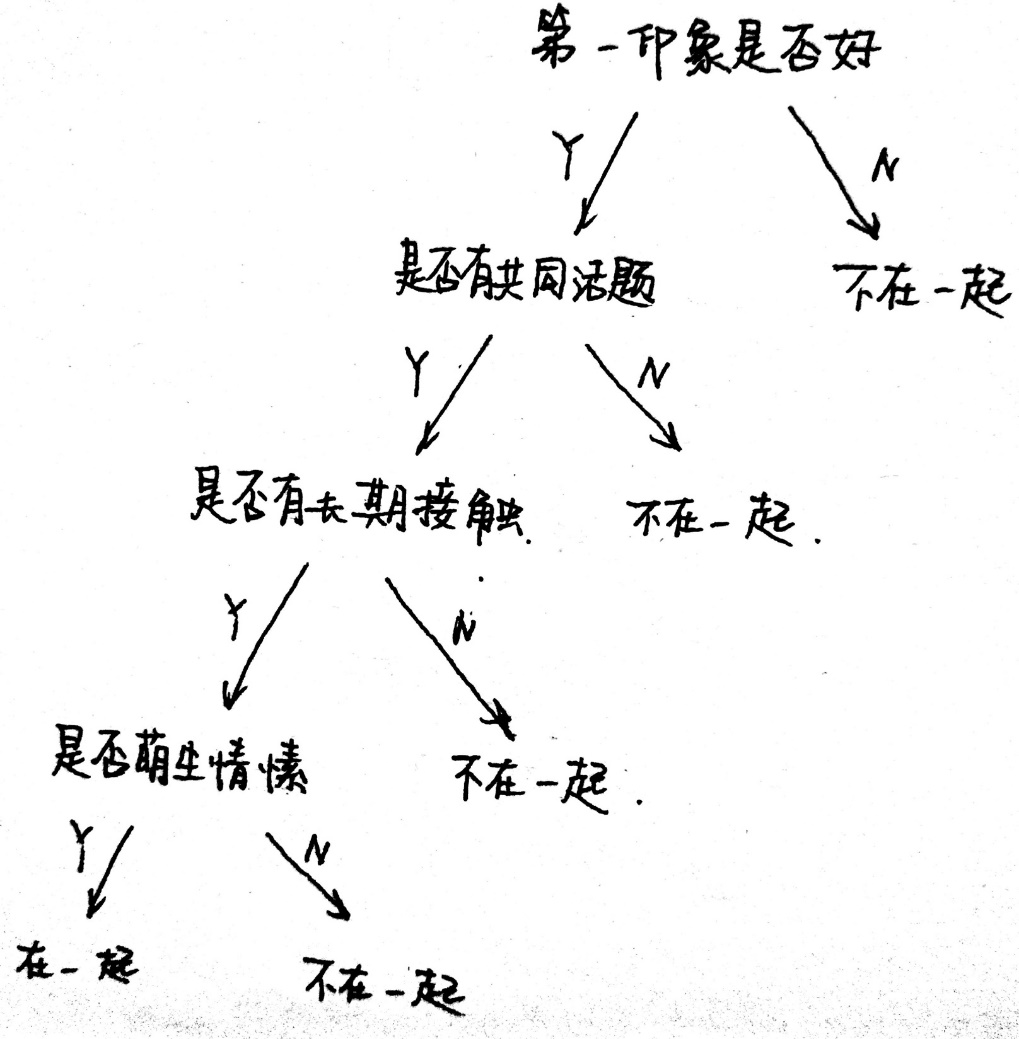 第一印象是否好
Y
N
是否有共同话题
不在一起
Y
N
是否有长期接触.
不在一起.
Y
N
是否萌生情愫
不在一起.
Y
N
在一起
不在一起